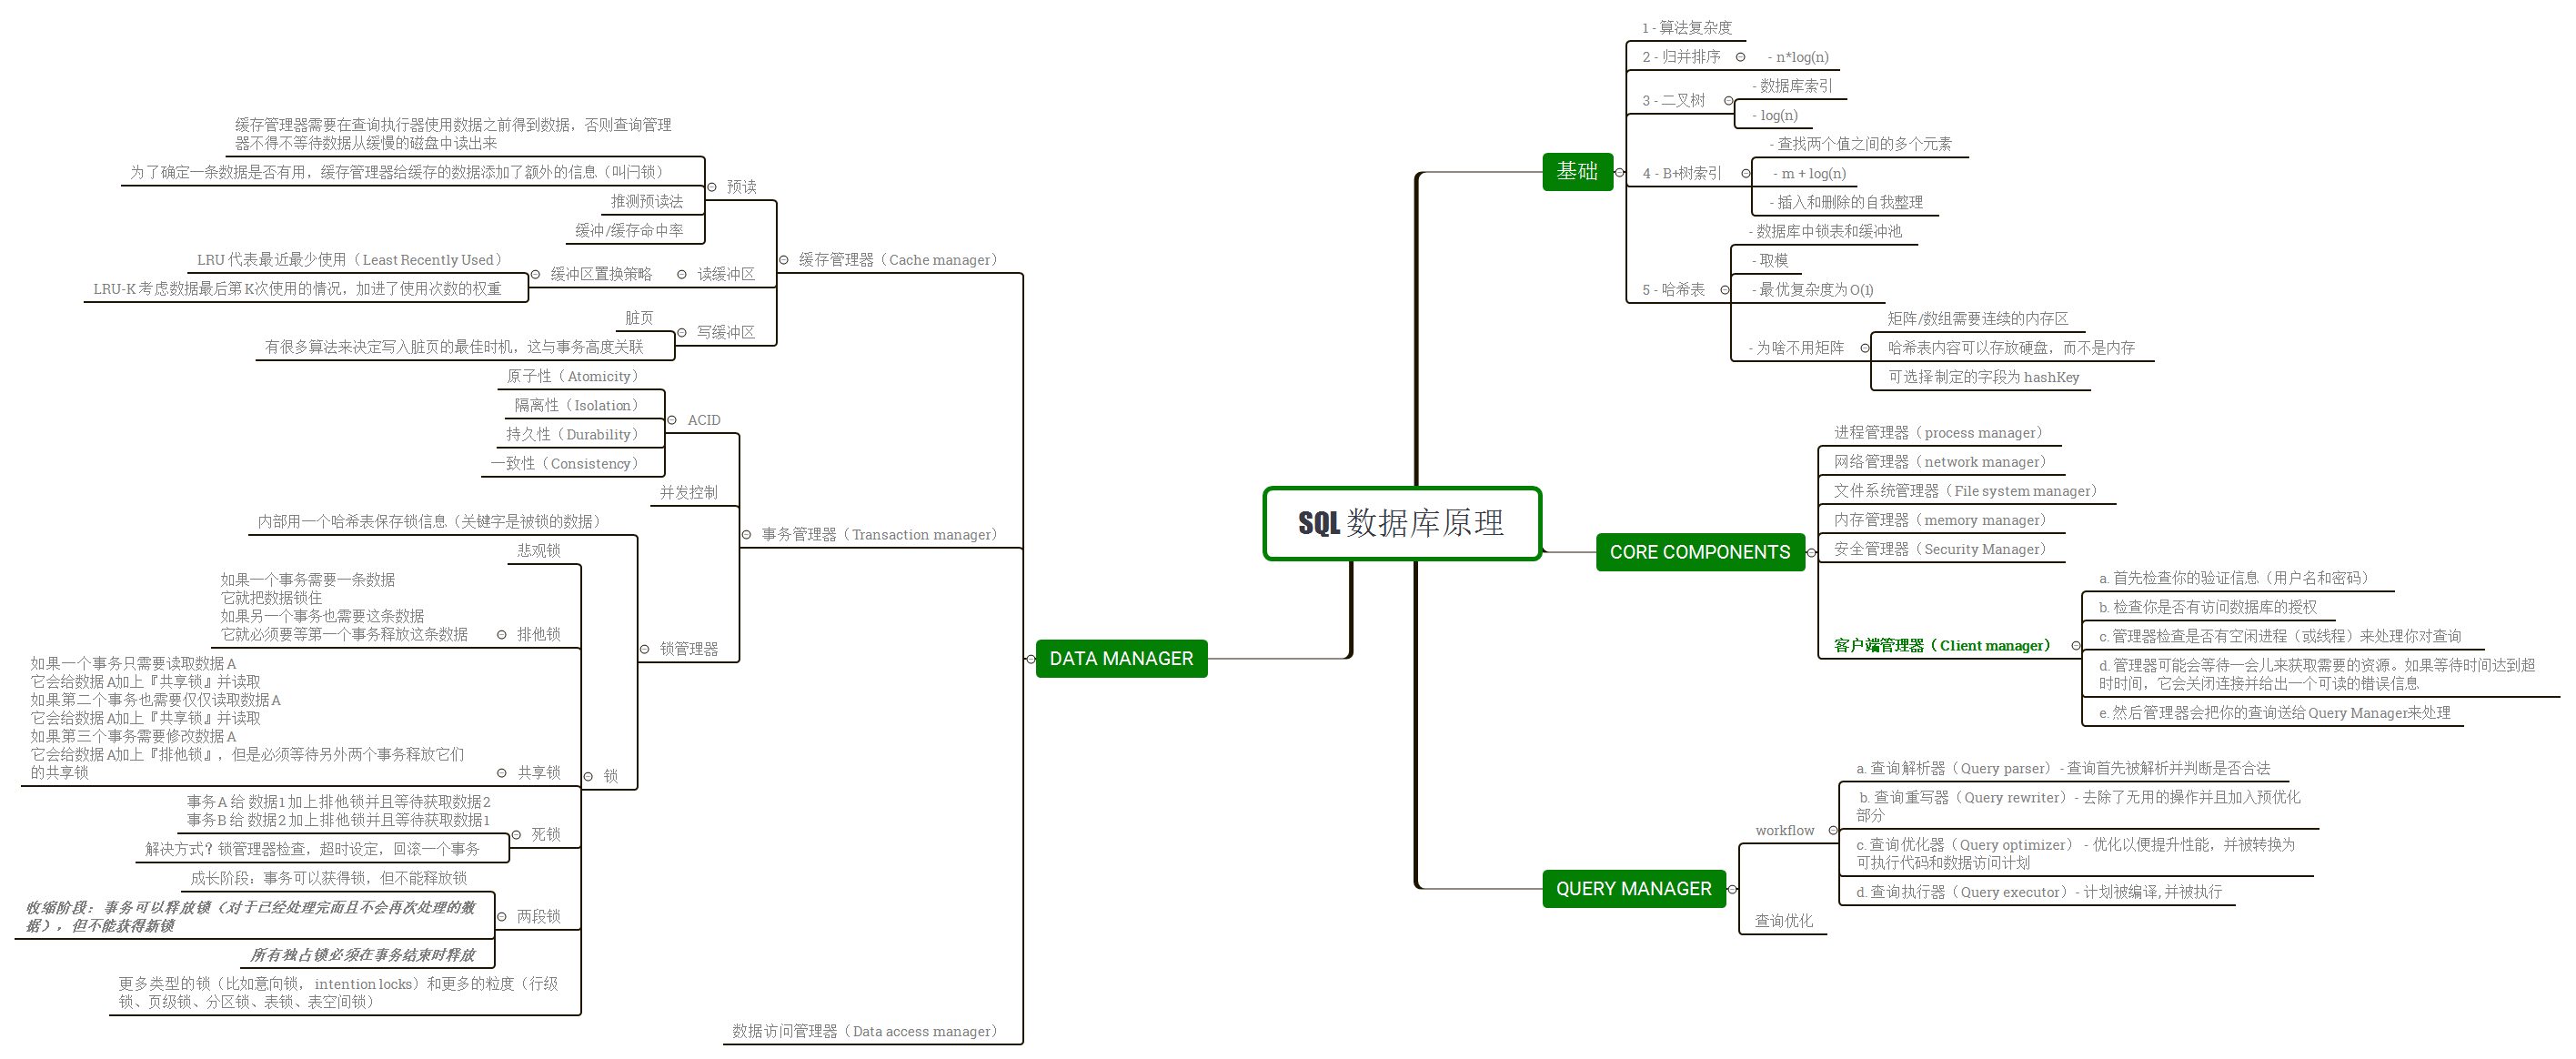 SQL 数据库原理
基础
1 - 算法复杂度
2 - 归并排序
- n*log(n)
3 - 二叉树
- 数据库索引
- log(n)
4 - B+树索引
- 查找两个值之间的多个元素
- m + log(n)
- 插入和删除的自我整理
5 - 哈希表
- 数据库中锁表和缓冲池
- 取模
- 最优复杂度为 O(1)
- 为啥不用矩阵
矩阵/数组需要连续的内存区
哈希表内容可以存放硬盘，而不是内存
可选择制定的字段为 hashKey
CORE COMPONENTS
进程管理器（process manager）
网络管理器（network manager）
文件系统管理器（File system manager）
内存管理器（memory manager）
安全管理器（Security Manager）
客户端管理器（Client manager）
a. 首先检查你的验证信息（用户名和密码）
b. 检查你是否有访问数据库的授权
c. 管理器检查是否有空闲进程（或线程）来处理你对查询
d. 管理器可能会等待一会儿来获取需要的资源。如果等待时间达到超
时时间，它会关闭连接并给出一个可读的错误信息
e. 然后管理器会把你的查询送给 Query Manager来处理
QUERY MANAGER
workflow
a. 查询解析器（Query parser）- 查询首先被解析并判断是否合法
b. 查询重写器（Query rewriter）- 去除了无用的操作并且加入预优化
部分
c. 查询优化器（Query optimizer） - 优化以便提升性能，并被转换为
可执行代码和数据访问计划
d. 查询执行器（Query executor）- 计划被编译, 并被执行
查询优化
DATA MANAGER
缓存管理器（Cache manager）
预读
缓存管理器需要在查询执行器使用数据之前得到数据，否则查询管理
器不得不等待数据从缓慢的磁盘中读出来
为了确定一条数据是否有用，缓存管理器给缓存的数据添加了额外的信息（叫闩锁）
推测预读法
缓冲/缓存命中率
读缓冲区
缓冲区置换策略
LRU 代表最近最少使用（Least Recently Used）
LRU-K 考虑数据最后第 K次使用的情况，加进了使用次数的权重
写缓冲区
脏页
有很多算法来决定写入脏页的最佳时机，这与事务高度关联
事务管理器（Transaction manager）
ACID
原子性（Atomicity）
隔离性（Isolation）
持久性（Durability）
一致性（Consistency）
并发控制
锁管理器
内部用一个哈希表保存锁信息（关键字是被锁的数据）
锁
悲观锁
排他锁
如果一个事务需要一条数据
它就把数据锁住
如果另一个事务也需要这条数据
它就必须要等第一个事务释放这条数据
共享锁
如果一个事务只需要读取数据 A
它会给数据 A加上『共享锁』并读取
如果第二个事务也需要仅仅读取数据A
它会给数据 A加上『共享锁』并读取
如果第三个事务需要修改数据 A
它会给数据 A加上『排他锁』，但是必须等待另外两个事务释放它们
的共享锁
死锁
事务A 给 数据1 加上排他锁并且等待获取数据2
事务B 给 数据2 加上排他锁并且等待获取数据1
解决方式？锁管理器检查，超时设定，回滚一个事务
两段锁
成长阶段：事务可以获得锁，但不能释放锁
收缩阶段：事务可以释放锁（对于已经处理完而且不会再次处理的数
据），但不能获得新锁
所有独占锁必须在事务结束时释放
更多类型的锁（比如意向锁， intention locks）和更多的粒度（行级
锁、页级锁、分区锁、表锁、表空间锁）
数据访问管理器（Data access manager）